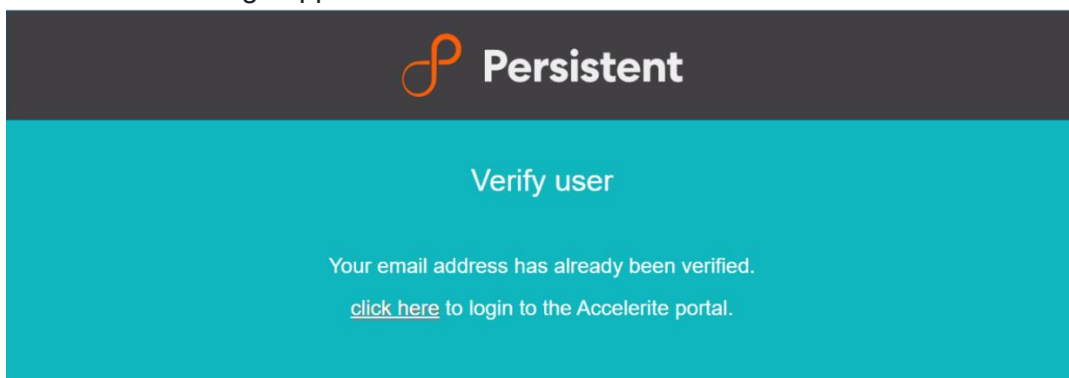 Persistent
Verify user
Your email address has already been verified.
click here to login to the Accelerite portal.